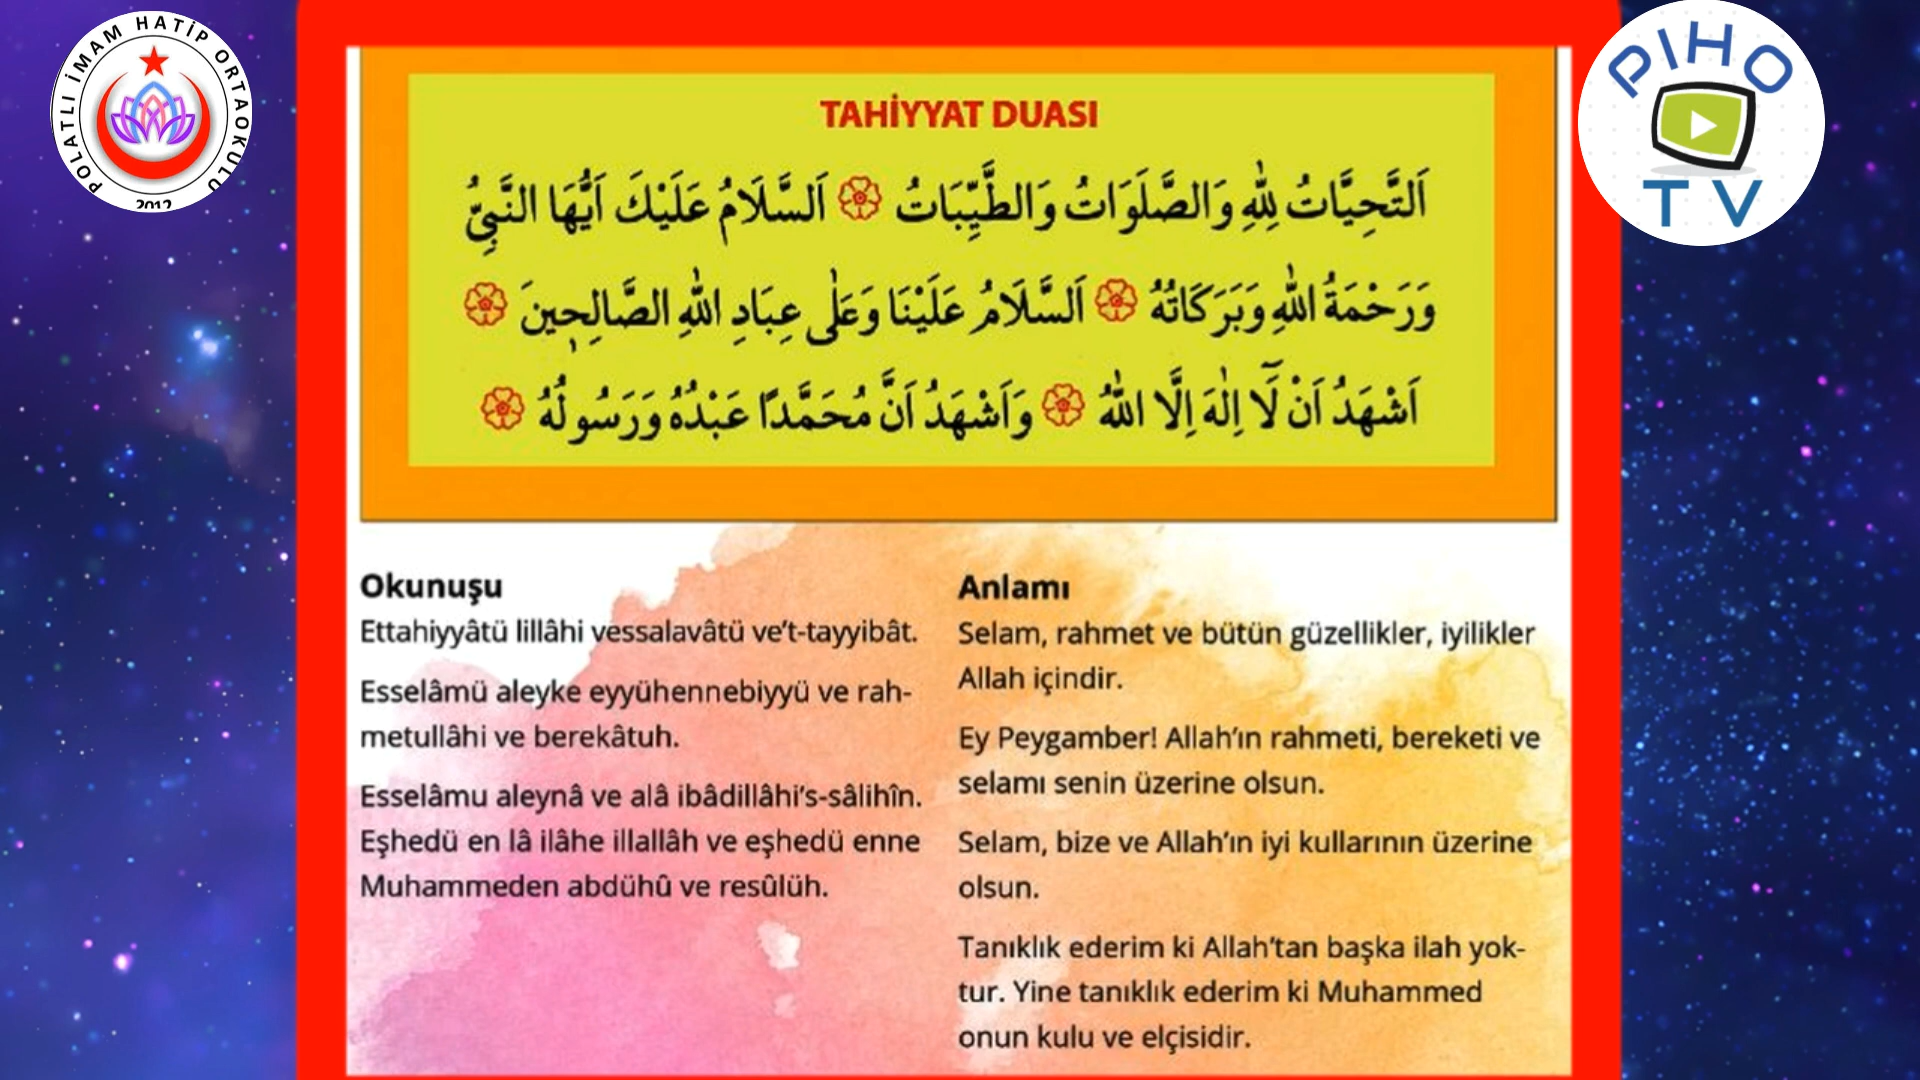 POLATLI İMAM HATİP ORTAOKULU
2012
PIHO
TV
TAHİYYAT DUASI
اَلتَّحِيَّاتُ لِلّٰهِ وَالصَّلَوَاتُ وَالطَّيِّبَاتُ اَلسَّلَامُ عَلَيْكَ اَيُّهَا النَّبِيُّ
وَرَحْمَةُ اللّٰهِ وَبَرَكَاتُهُ اَلسَّلَامُ عَلَيْنَا وَعَلٰى عِبَادِ اللّٰهِ الصَّالِحٖينَ
اَشْهَدُ اَنْ لَٓا اِلٰهَ اِلَّا اللّٰهُ وَاَشْهَدُ اَنَّ مُحَمَّدًا عَبْدُهُ وَرَسُولُهُ
Okunuşu
Ettahiyyâtü lillâhi vessalavâtü ve’t-tayyibât.
Esselâmü aleyke eyyühennebiyyü ve rah-
metullâhi ve berekâtuh.
Esselâmu aleynâ ve alâ ibâdillâhi’s-sâlihîn.
Eşhedü en lâ ilâhe illallâh ve eşhedü enne
Muhammeden abdühû ve resûlüh.
Anlamı
Selam, rahmet ve bütün güzellikler, iyilikler
Allah içindir.
Ey Peygamber! Allah’ın rahmeti, bereketi ve
selamı senin üzerine olsun.
Selam, bize ve Allah’ın iyi kullarının üzerine
olsun.
Tanıklık ederim ki Allah’tan başka ilah yok-
tur. Yine tanıklık ederim ki Muhammed
onun kulu ve elçisidir.